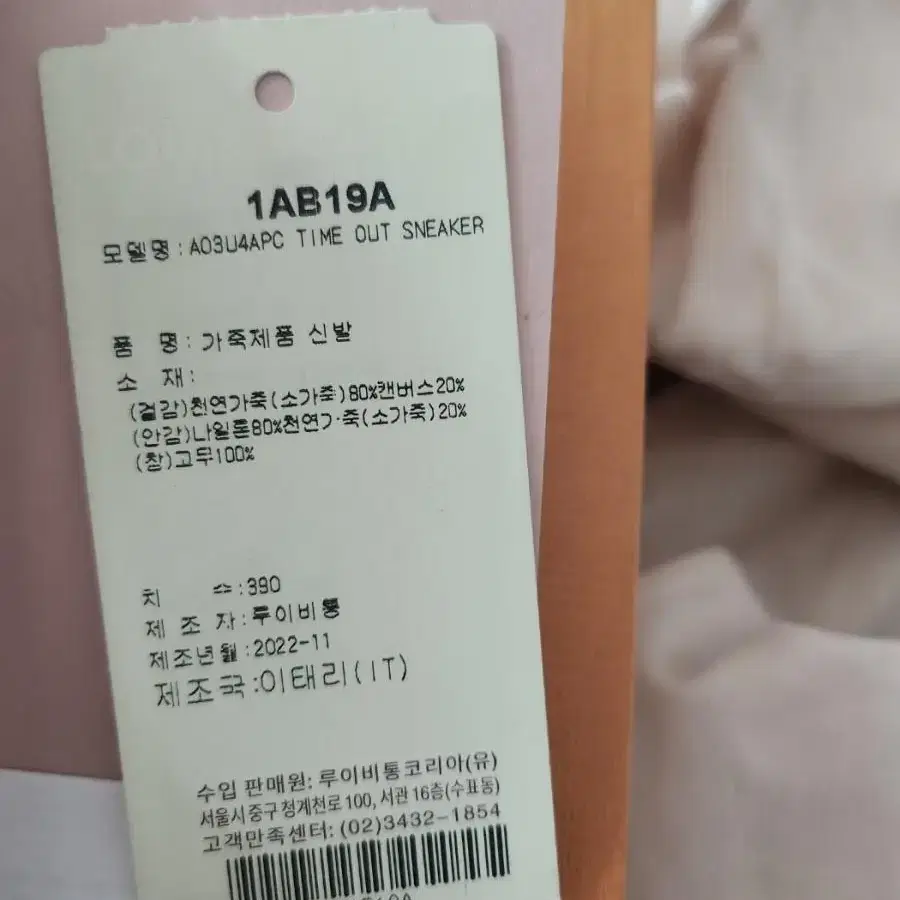 1AB19A
모델명 : A03U4APC TIME OUT SNEAKER
품 명 : 가죽제품 신발
소 재 :
(겉감)천연가죽(소가죽)80%캔버스20%
(안감)나일론80%천연가죽(소가죽)20%
(창)고무100%
치 수:390
제 조 자:루이비통
제조년월:2022-11
제조국:이태리(IT)
수입 판매원: 루이비통코리아(유)
서울시중구청계천로100, 서관 16층(수표동)
고객만족센터: (02)3432-1854